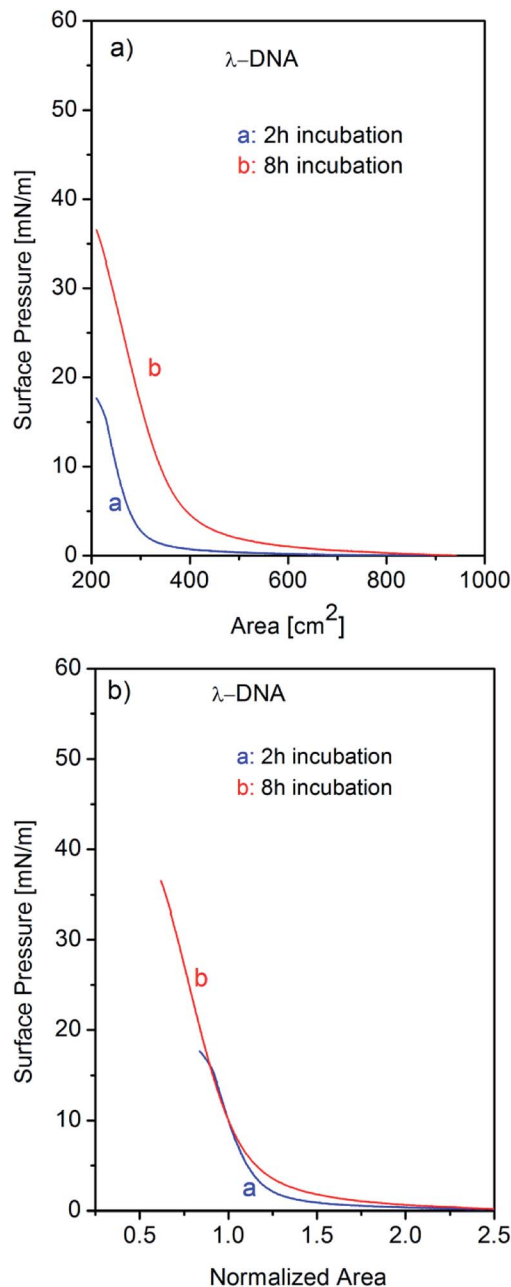 a)
λ–DNA
a: 2h incubation
b: 8h incubation
b
a
Surface Pressure [mN/m]
60
50
40
30
20
10
0
200 400 600 800 1000
Area [cm²]
b)
λ–DNA
a: 2h incubation
b: 8h incubation
b
a
Surface Pressure [mN/m]
60
50
40
30
20
10
0
0.5 1.0 1.5 2.0 2.5
Normalized Area